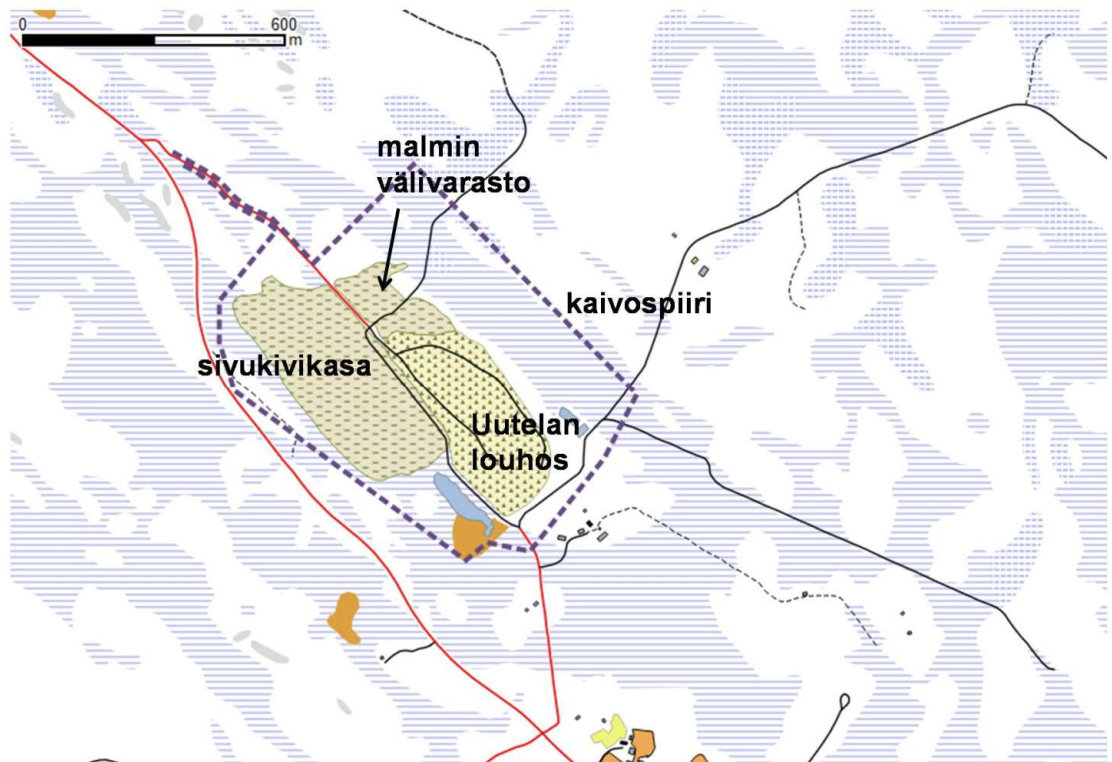 0
600
m
malmin
välivarasto
kaivospiiri
sivukivikasa
Uutelan
louhos